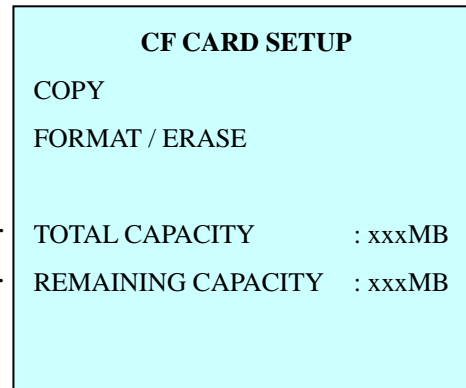 CF CARD SETUP
COPY
FORMAT / ERASE
TOTAL CAPACITY : xxxMB
REMAINING CAPACITY : xxxMB